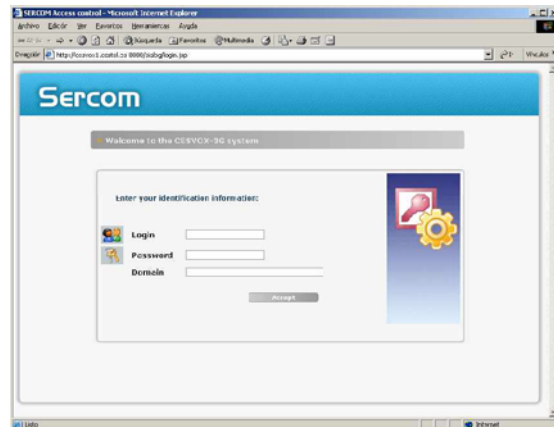 SERCOM Access control - Microsoft Internet Explorer
Archivo Edición Ver Favoritos Herramientas Ayuda
Búsqueda Favoritos Multimedia
Dirección
Sercom
Welcome to the CESVOX-3G system
Enter your identification information:
Login
Password
Domain
Accept
Listo Internet